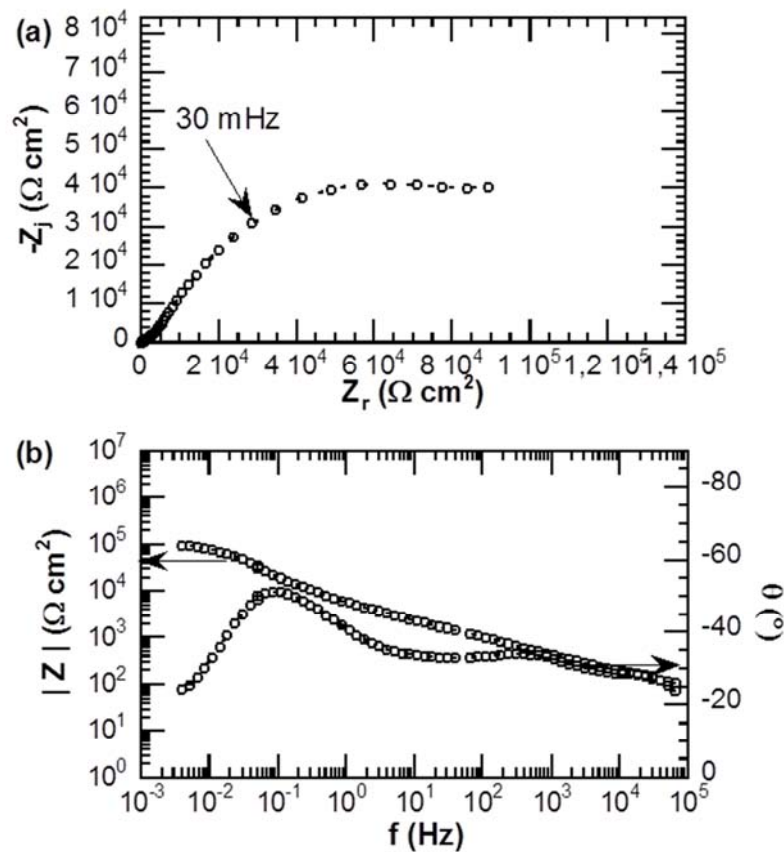 (a)
8 10⁴
7 10⁴
6 10⁴
5 10⁴
4 10⁴
3 10⁴
2 10⁴
1 10⁴
0
-Zⱼ (Ω cm²)
30 mHz
0 2 10⁴ 4 10⁴ 6 10⁴ 8 10⁴ 1 10⁵ 1,2 10⁵ 1,4 10⁵
Zᵣ (Ω cm²)
(b)
10⁷
10⁶
10⁵
10⁴
10³
10²
10¹
10⁰
| Z | (Ω cm²)
-80
-60
-40
-20
0
θ (°)
10⁻³ 10⁻² 10⁻¹ 10⁰ 10¹ 10² 10³ 10⁴ 10⁵
f (Hz)